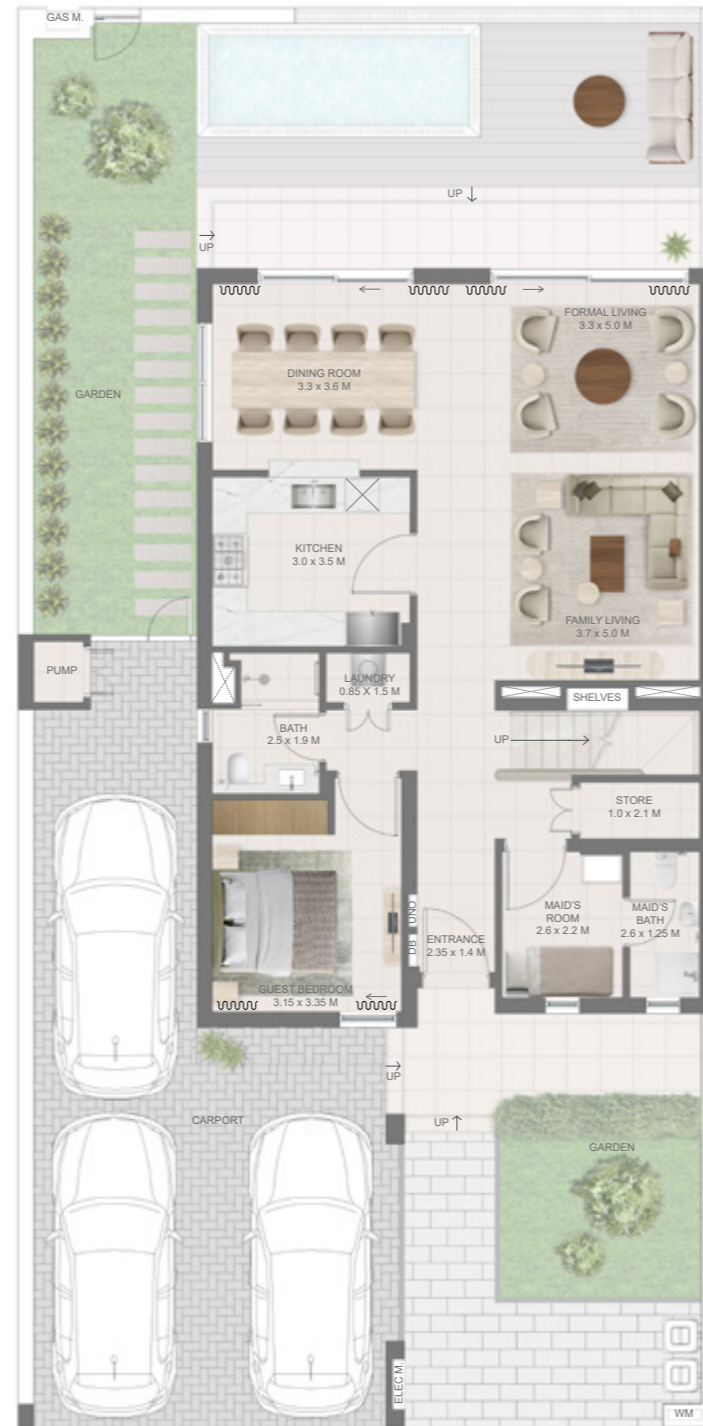 GAS M.
UP
UP
FORMAL LIVING
3.3 x 5.0 M
DINING ROOM
3.3 x 3.6 M
GARDEN
KITCHEN
3.0 x 3.5 M
FAMILY LIVING
3.7 x 5.0 M
PUMP
LAUNDRY
0.85 X 1.5 M
SHELVES
BATH
2.5 x 1.9 M
UP
STORE
1.0 x 2.1 M
MAID'S
ROOM
2.6 x 2.2 M
MAID'S
BATH
2.6 x 1.25 M
DB
UNO
ENTRANCE
2.35 x 1.4 M
GUEST BEDROOM
3.15 x 3.35 M
UP
CARPORT
UP
GARDEN
ELEC M.
WM